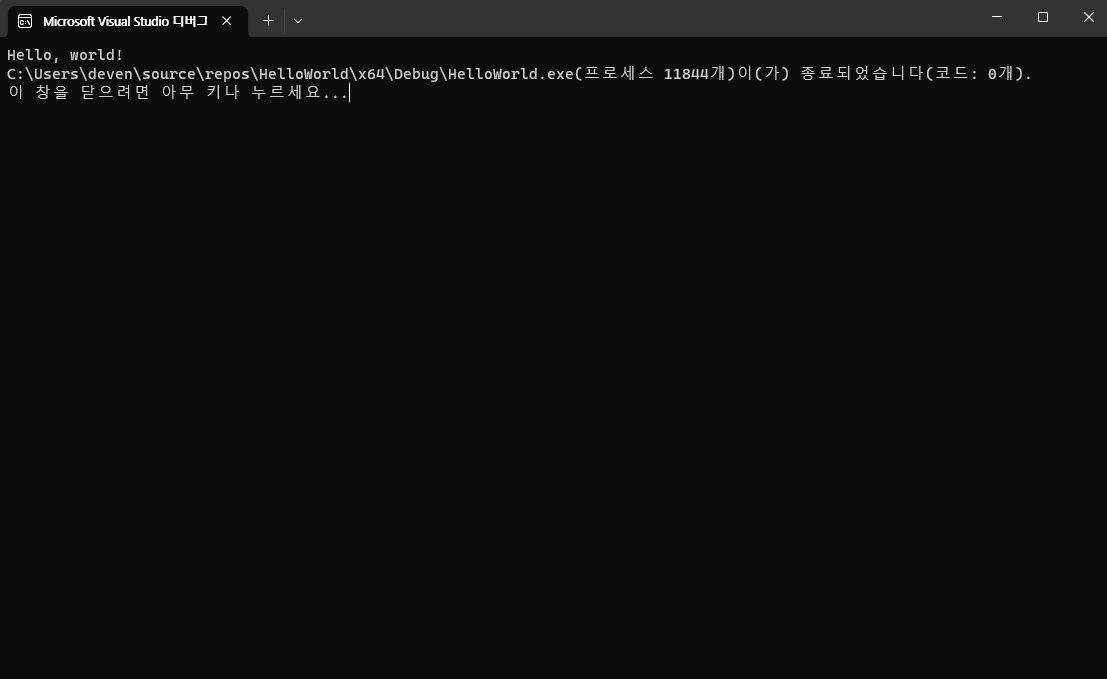 Microsoft Visual Studio 디버그
Hello, world!
C:\Users\deven\source\repos\HelloWorld\x64\Debug\HelloWorld.exe(프로세스 11844개)이(가) 종료되었습니다(코드: 0개).
이 창을 닫으려면 아무 키나 누르세요...